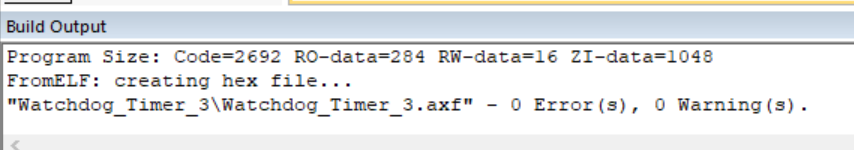 Build Output
Program Size: Code=2692 RO-data=284 RW-data=16 ZI-data=1048
FromELF: creating hex file...
"Watchdog_Timer_3\Watchdog_Timer_3.axf" - 0 Error(s), 0 Warning(s).